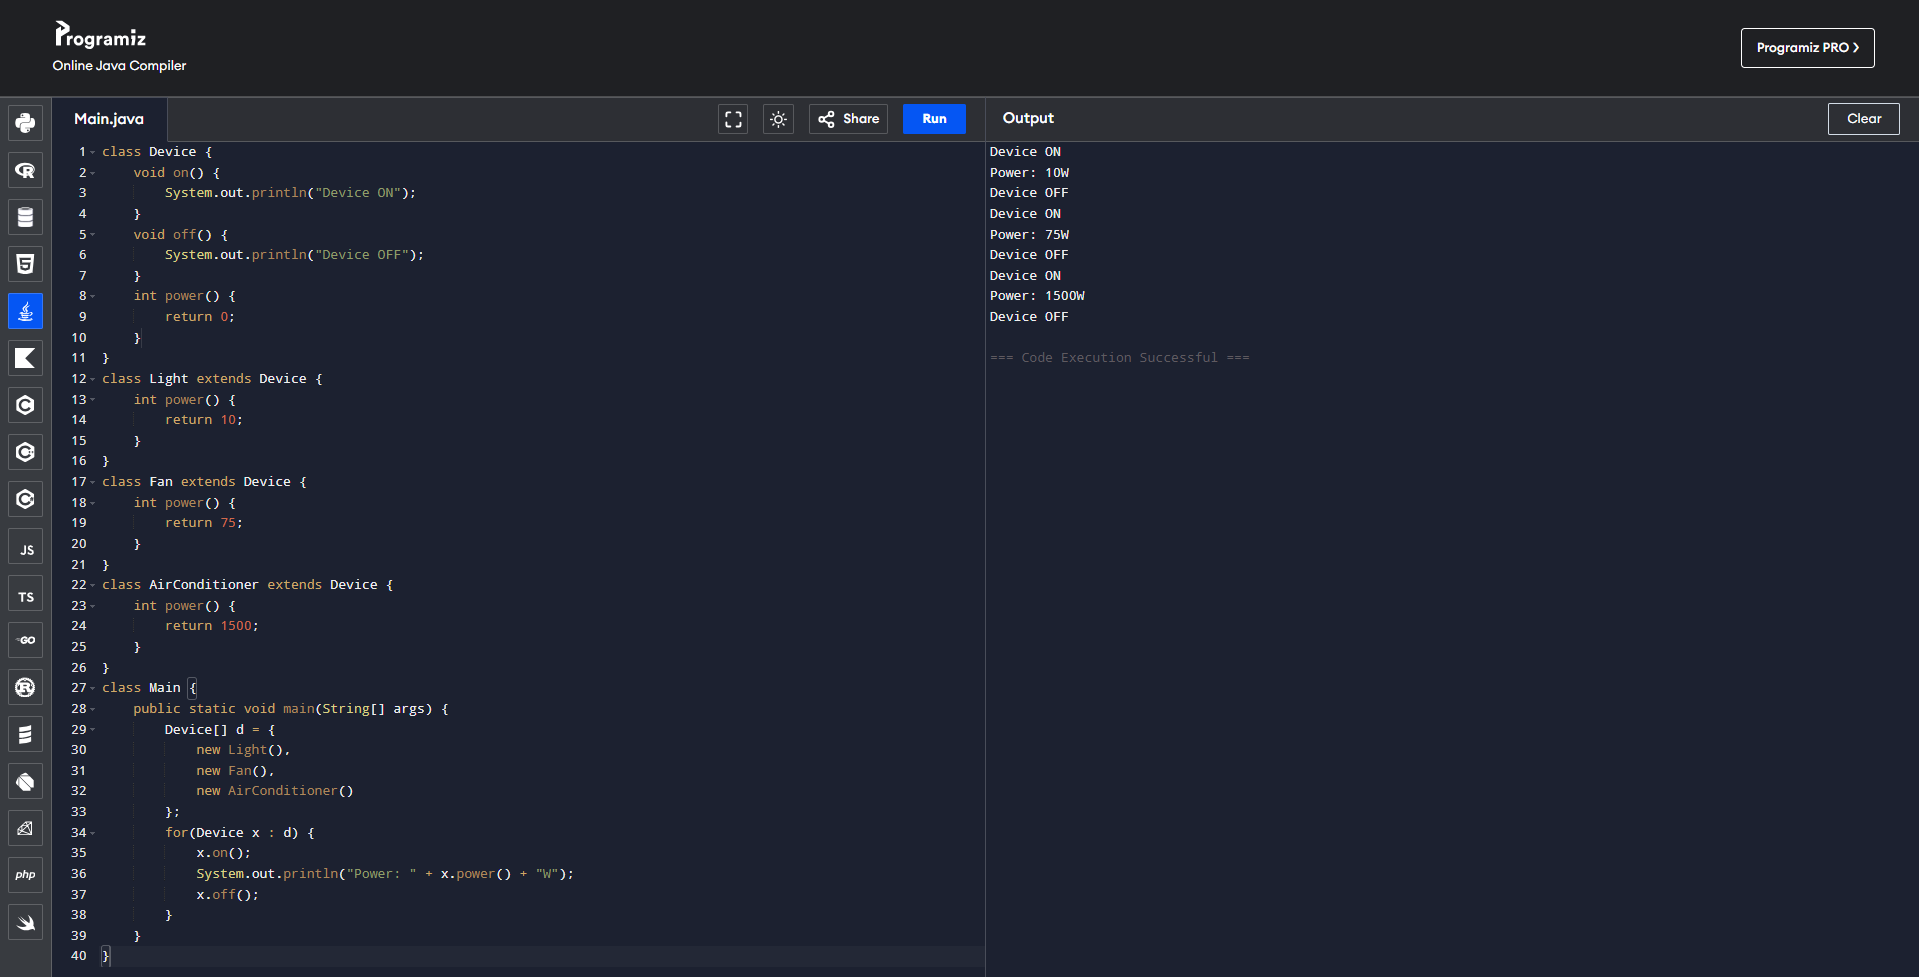 Programiz
Online Java Compiler
Programiz PRO ❯
Main.java
Share
Run
Output
Clear
1 class Device {
2     void on() {
3         System.out.println("Device ON");
4     }
5     void off() {
6         System.out.println("Device OFF");
7     }
8     int power() {
9         return 0;
10     }
11 }
12 class Light extends Device {
13     int power() {
14         return 10;
15     }
16 }
17 class Fan extends Device {
18     int power() {
19         return 75;
20     }
21 }
22 class AirConditioner extends Device {
23     int power() {
24         return 1500;
25     }
26 }
27 class Main {
28     public static void main(String[] args) {
29         Device[] d = {
30             new Light(),
31             new Fan(),
32             new AirConditioner()
33         };
34         for(Device x : d) {
35             x.on();
36             System.out.println("Power: " + x.power() + "W");
37             x.off();
38         }
39     }
40 }
Device ON
Power: 10W
Device OFF
Device ON
Power: 75W
Device OFF
Device ON
Power: 1500W
Device OFF
=== Code Execution Successful ===
R
5
C
C
C
JS
TS
GO
R
php